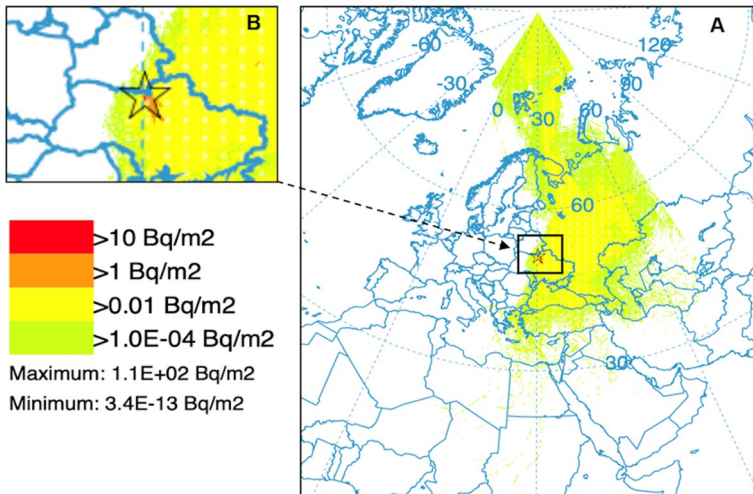 B
A
-60
120
-30
90
0
30
60
60
30
>10 Bq/m2
>1 Bq/m2
>0.01 Bq/m2
>1.0E-04 Bq/m2
Maximum: 1.1E+02 Bq/m2
Minimum: 3.4E-13 Bq/m2